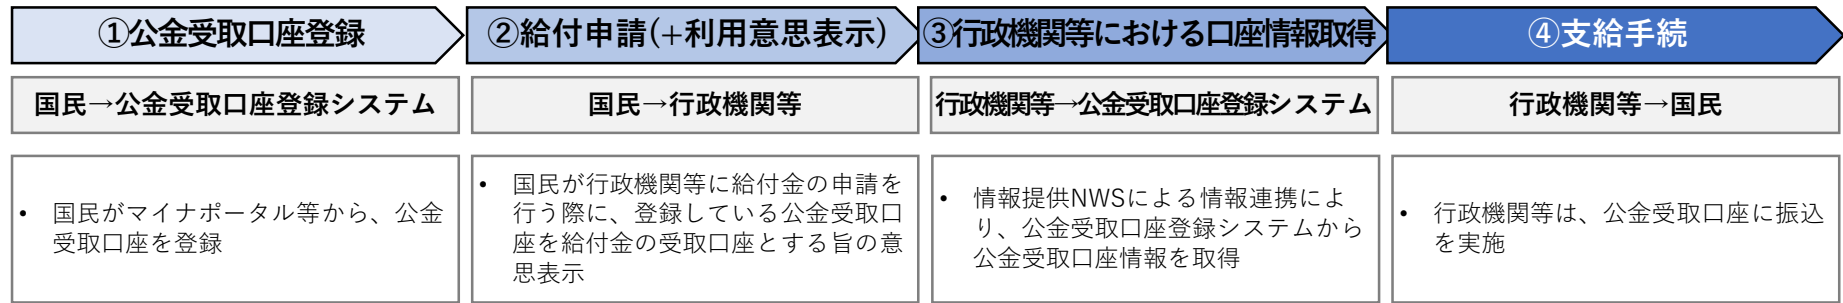 ①公金受取口座登録
②給付申請(+利用意思表示)
③行政機関等における口座情報取得
④支給手続
国民→公金受取口座登録システム
国民→行政機関等
行政機関等→公金受取口座登録システム
行政機関等→国民
• 国民がマイナポータル等から、公金
受取口座を登録
• 国民が行政機関等に給付金の申請を
行う際に、登録している公金受取口
座を給付金の受取口座とする旨の意
思表示
• 情報提供NWSによる情報連携によ
り、公金受取口座登録システムから
公金受取口座情報を取得
• 行政機関等は、公金受取口座に振込
を実施